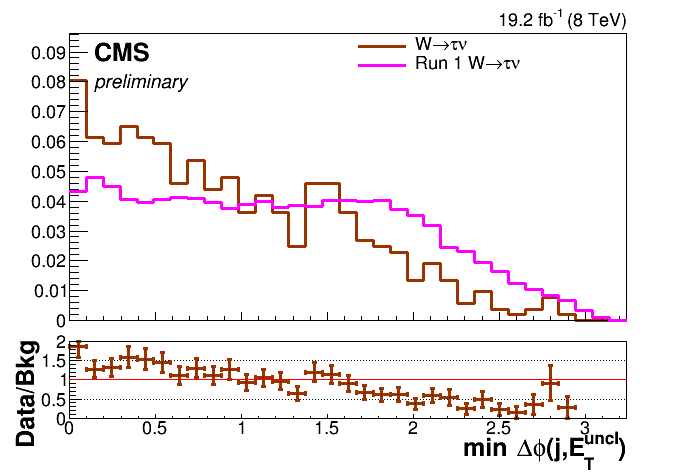 19.2 fb⁻¹ (8 TeV)
CMS
preliminary
W→τν
Run 1 W→τν
0.09
0.08
0.07
0.06
0.05
0.04
0.03
0.02
0.01
0
Data/Bkg
2
1.5
1
0.5
0
0 0.5 1 1.5 2 2.5 3
min Δϕ(j,E_T^uncl)